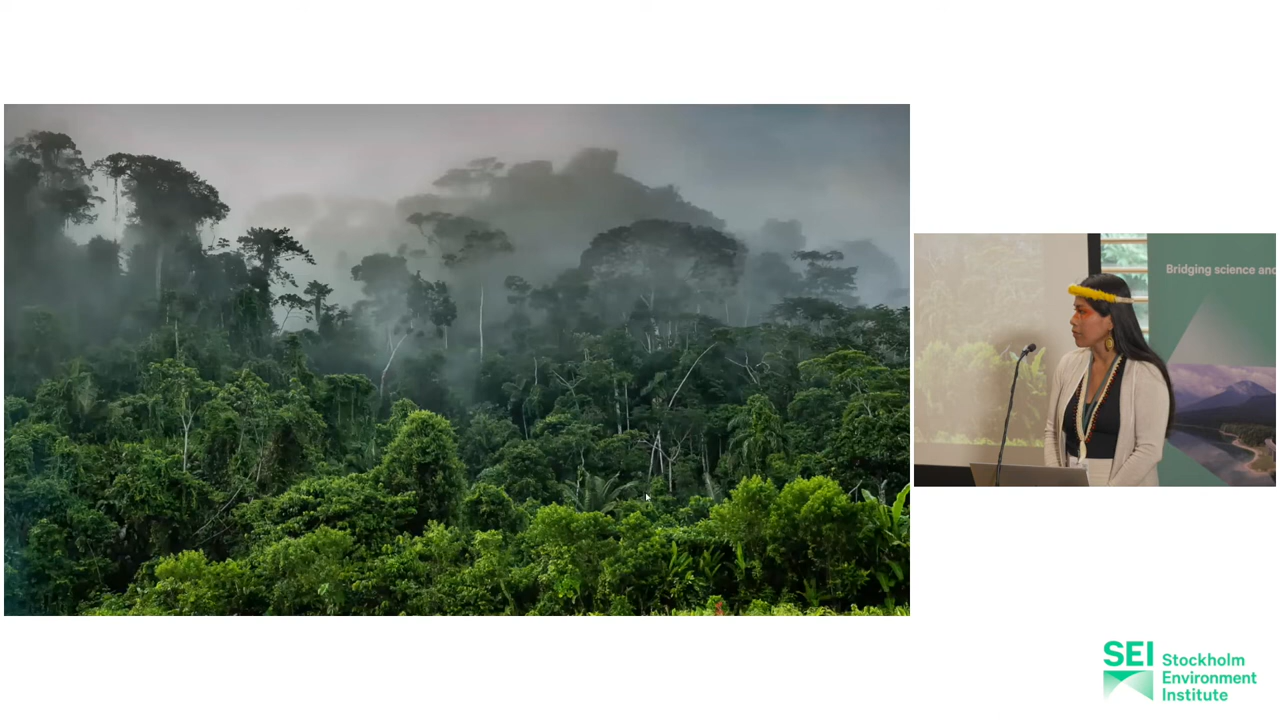 Bridging science and
SEI Stockholm
Environment
Institute